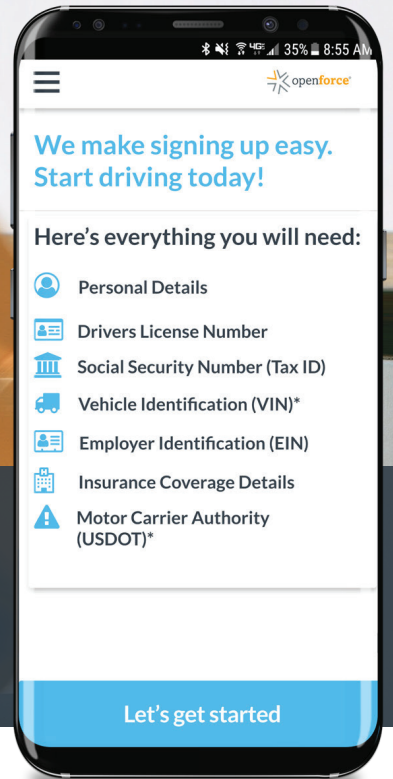 4G 35% 8:55 AM
openforce
We make signing up easy.
Start driving today!
Here's everything you will need:
Personal Details
Drivers License Number
Social Security Number (Tax ID)
Vehicle Identification (VIN)*
Employer Identification (EIN)
Insurance Coverage Details
Motor Carrier Authority
(USDOT)*
Let's get started